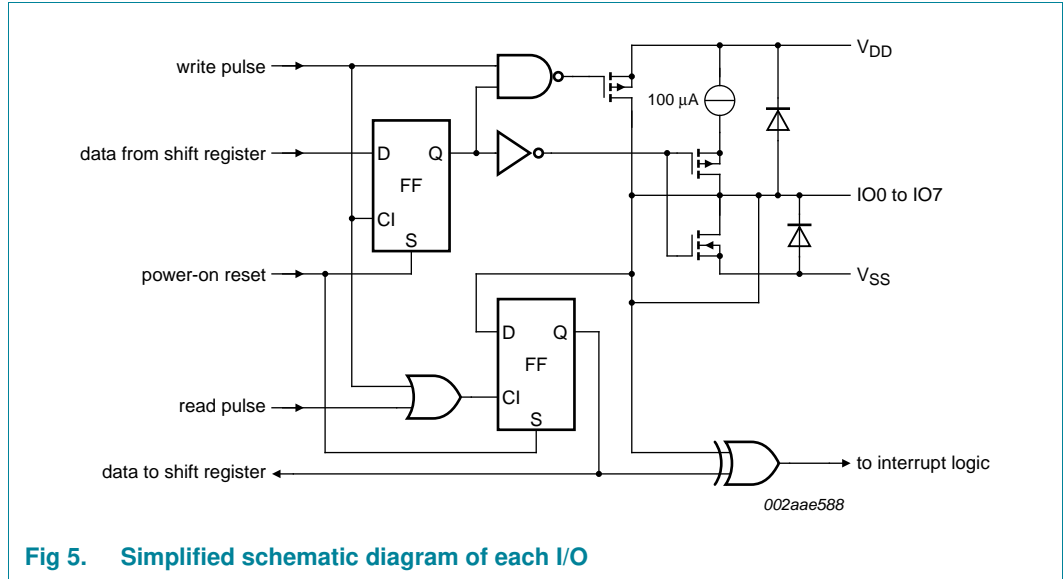 write pulse
V_DD
100 µA
data from shift register
D Q
FF
CI
S
IO0 to IO7
power-on reset
V_SS
D Q
FF
CI
S
read pulse
data to shift register
to interrupt logic
002aae588
Fig 5. Simplified schematic diagram of each I/O